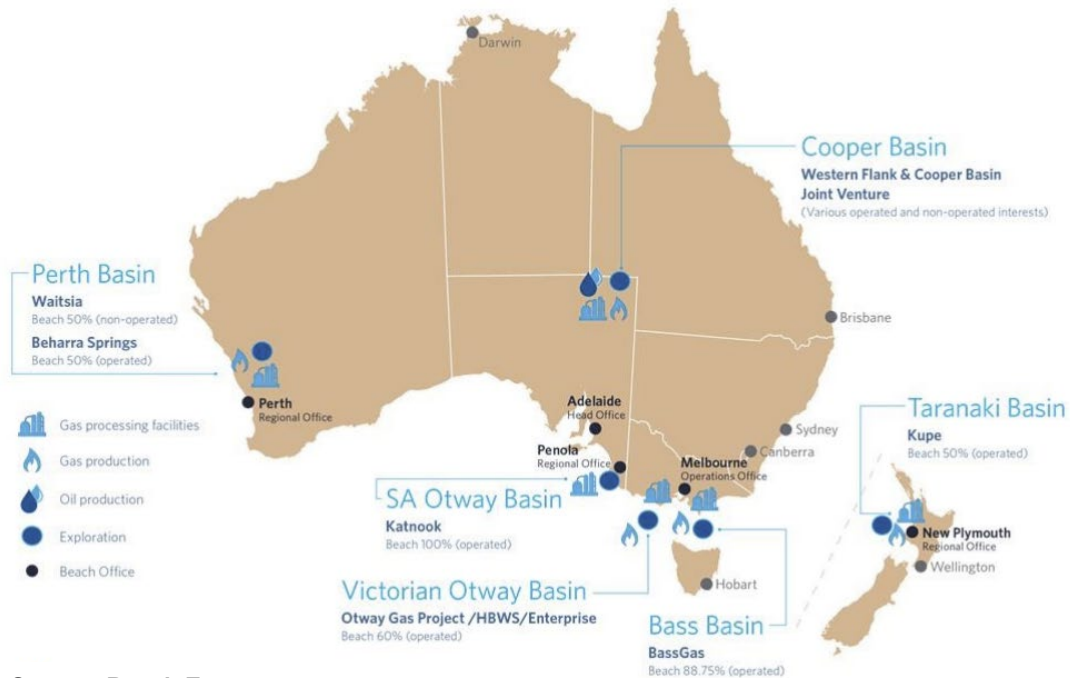 Darwin
Cooper Basin
Western Flank & Cooper Basin
Joint Venture
(Various operated and non-operated interests)
Perth Basin
Waitsia
Beach 50% (non-operated)
Beharra Springs
Beach 50% (operated)
Brisbane
Perth
Regional Office
Adelaide
Head Office
Taranaki Basin
Kupe
Beach 50% (operated)
Gas processing facilities
Gas production
Oil production
Exploration
Beach Office
Sydney
Canberra
Penola
Regional Office
Melbourne
Operations Office
SA Otway Basin
Katnook
Beach 100% (operated)
New Plymouth
Regional Office
Wellington
Hobart
Victorian Otway Basin
Otway Gas Project /HBWS/Enterprise
Beach 60% (operated)
Bass Basin
BassGas
Beach 88.75% (operated)